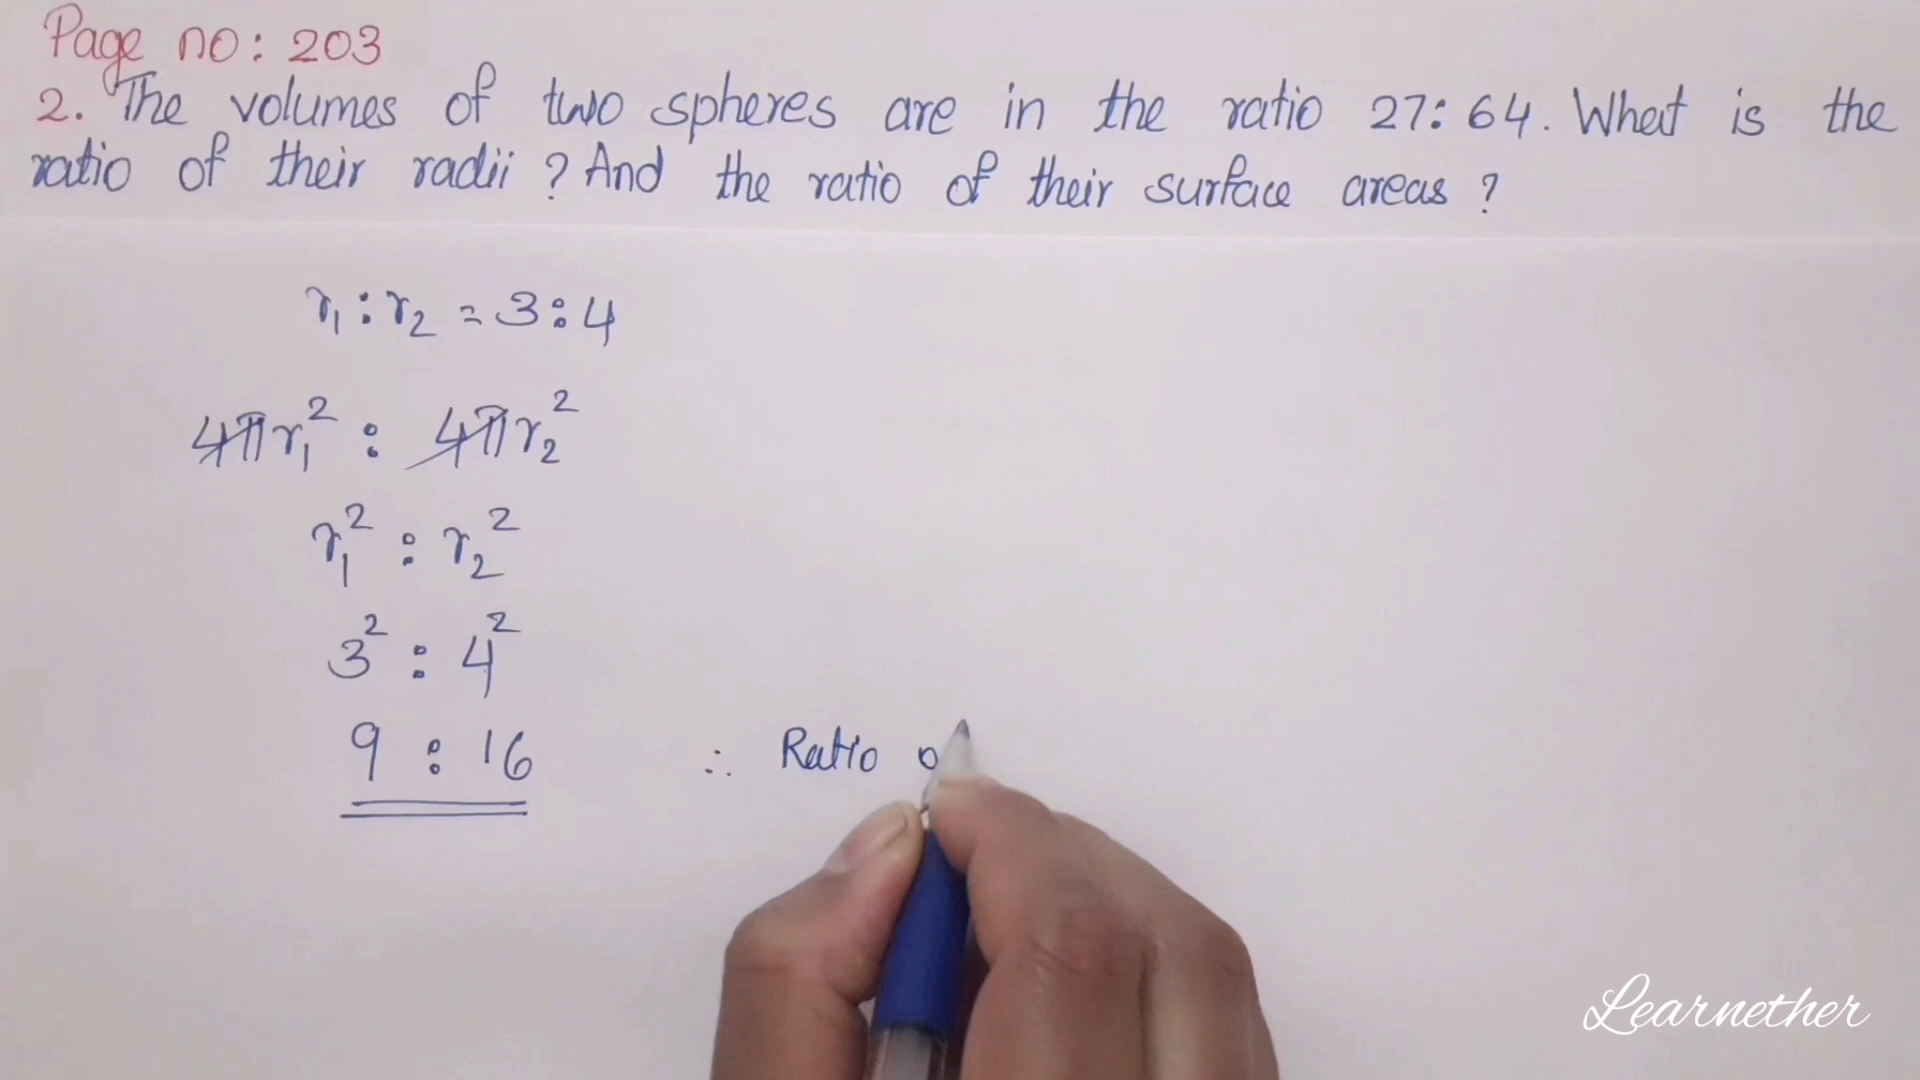 Page no: 203
2. The volumes of two spheres are in the ratio 27: 64. What is the
ratio of their radii ? And the ratio of their surface areas ?
r₁ : r₂ = 3 : 4
4πr₁² : 4πr₂²
r₁² : r₂²
3² : 4²
9 : 16
∴ Ratio o
Learnether